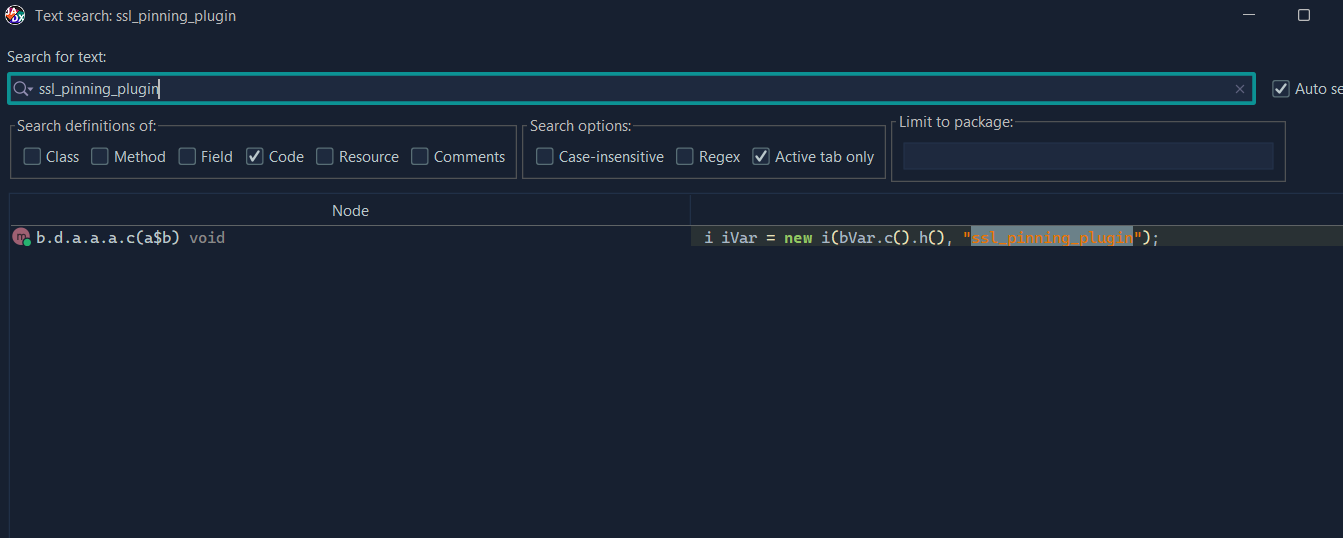 Text search: ssl_pinning_plugin
Search for text:
ssl_pinning_plugin
Auto se
Search definitions of:
Class Method Field Code Resource Comments
Search options:
Case-insensitive Regex Active tab only
Limit to package:
Node
b.d.a.a.a.c(a$b) void
i iVar = new i(bVar.c().h(), "ssl_pinning_plugin");